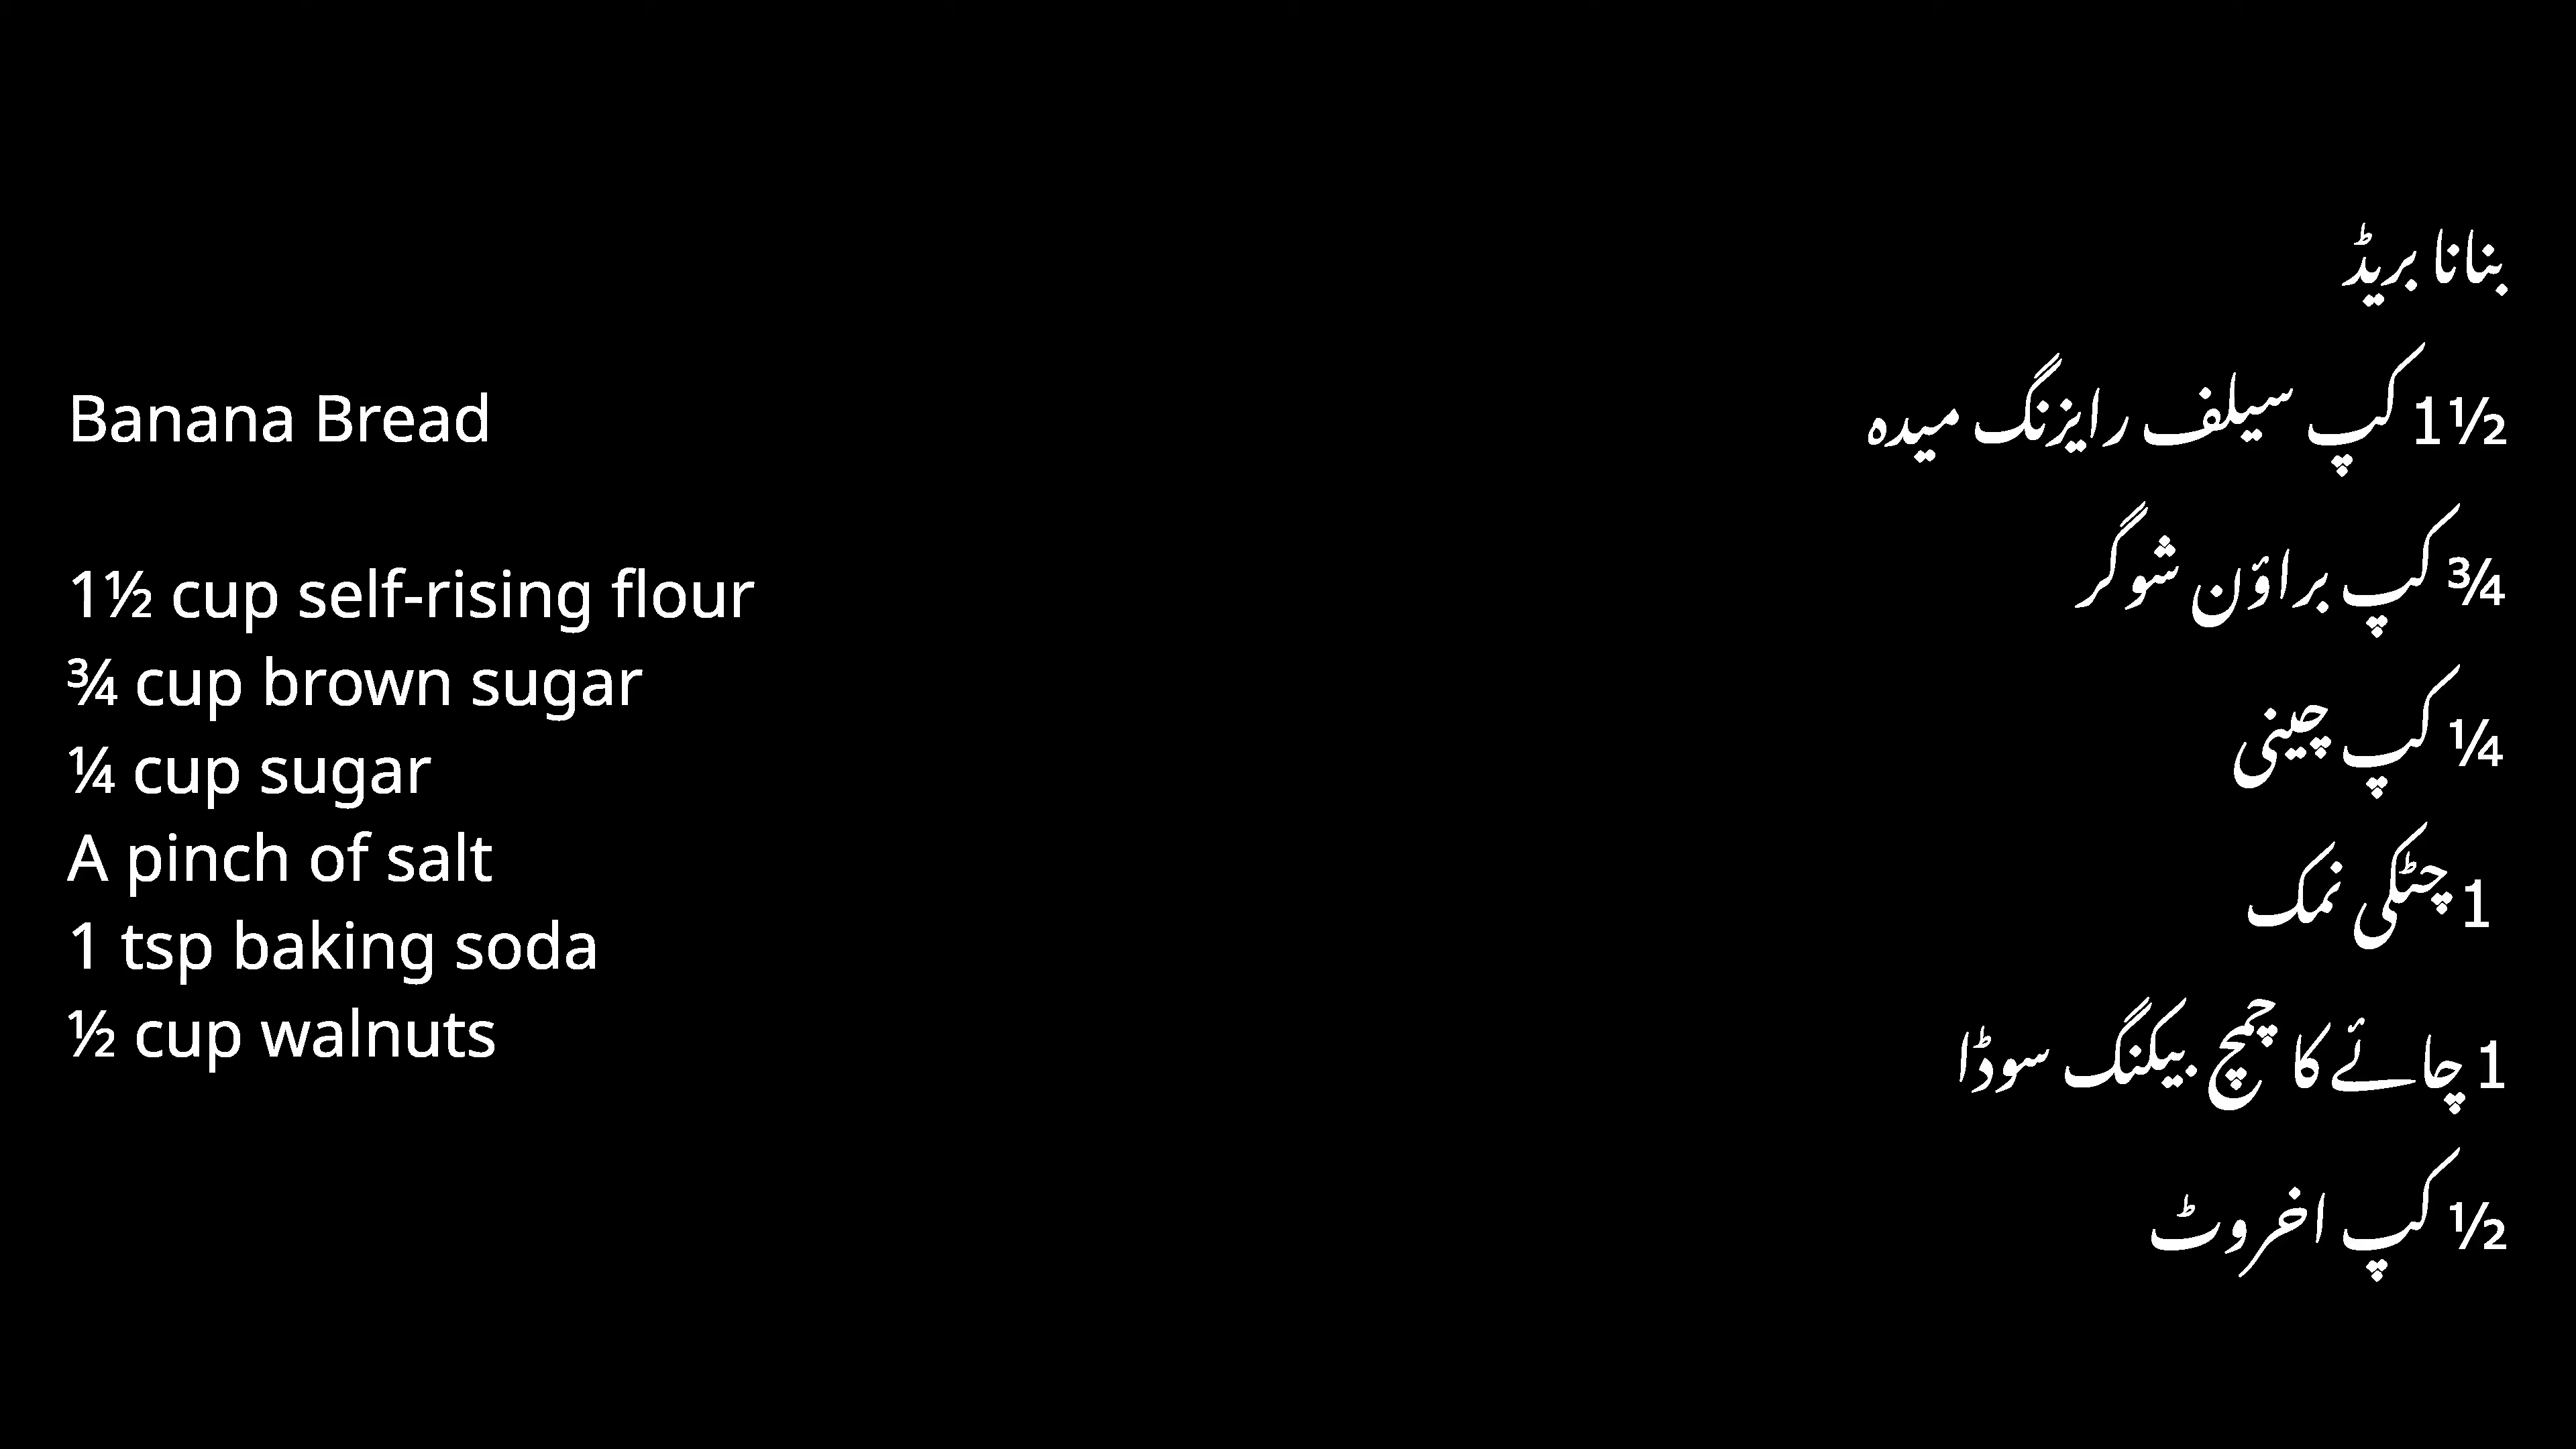 Banana Bread
1½ cup self-rising flour
¾ cup brown sugar
¼ cup sugar
A pinch of salt
1 tsp baking soda
½ cup walnuts
بنانا بریڈ
1½ کپ سیلف رایزنگ میدہ
¾ کپ براؤن شوگر
¼ کپ چینی
1 چٹکی نمک
1 چائے کا چمچ بیکنگ سوڈا
½ کپ اخروٹ